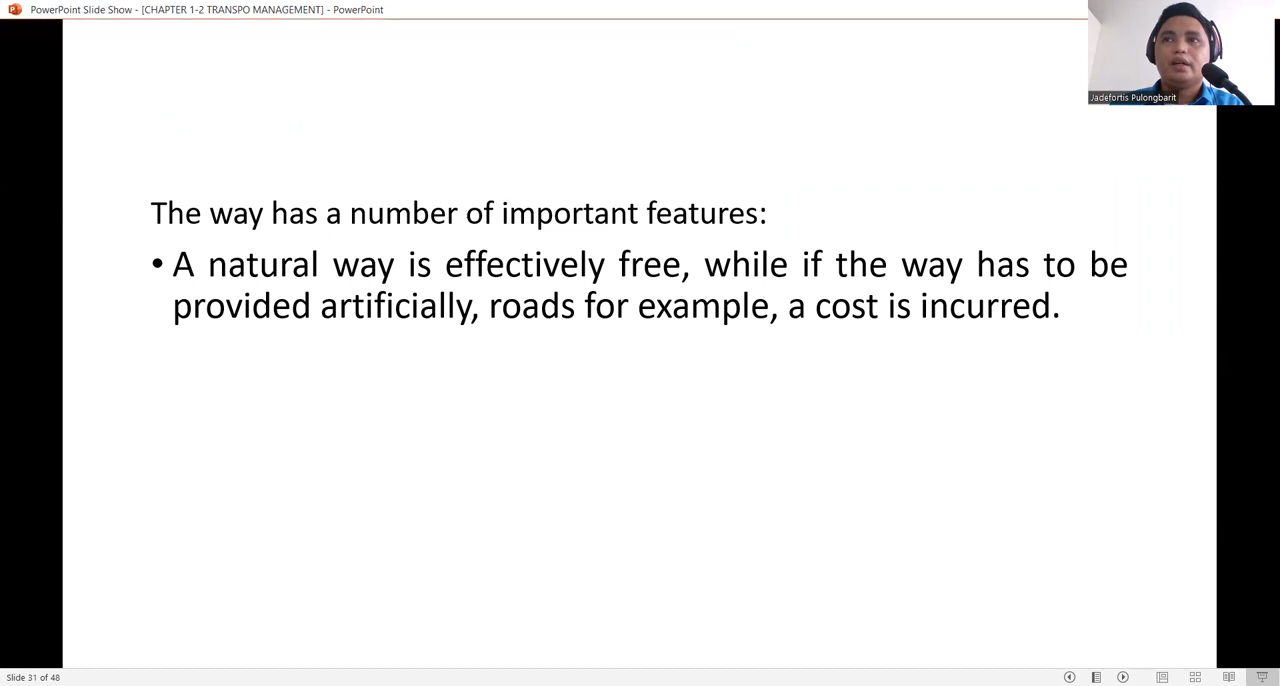 PowerPoint Slide Show - [CHAPTER 1-2 TRANSPO MANAGEMENT] - PowerPoint
Jadefortis Pulongbarit
The way has a number of important features:
• A natural way is effectively free, while if the way has to be
provided artificially, roads for example, a cost is incurred.
Slide 31 of 48